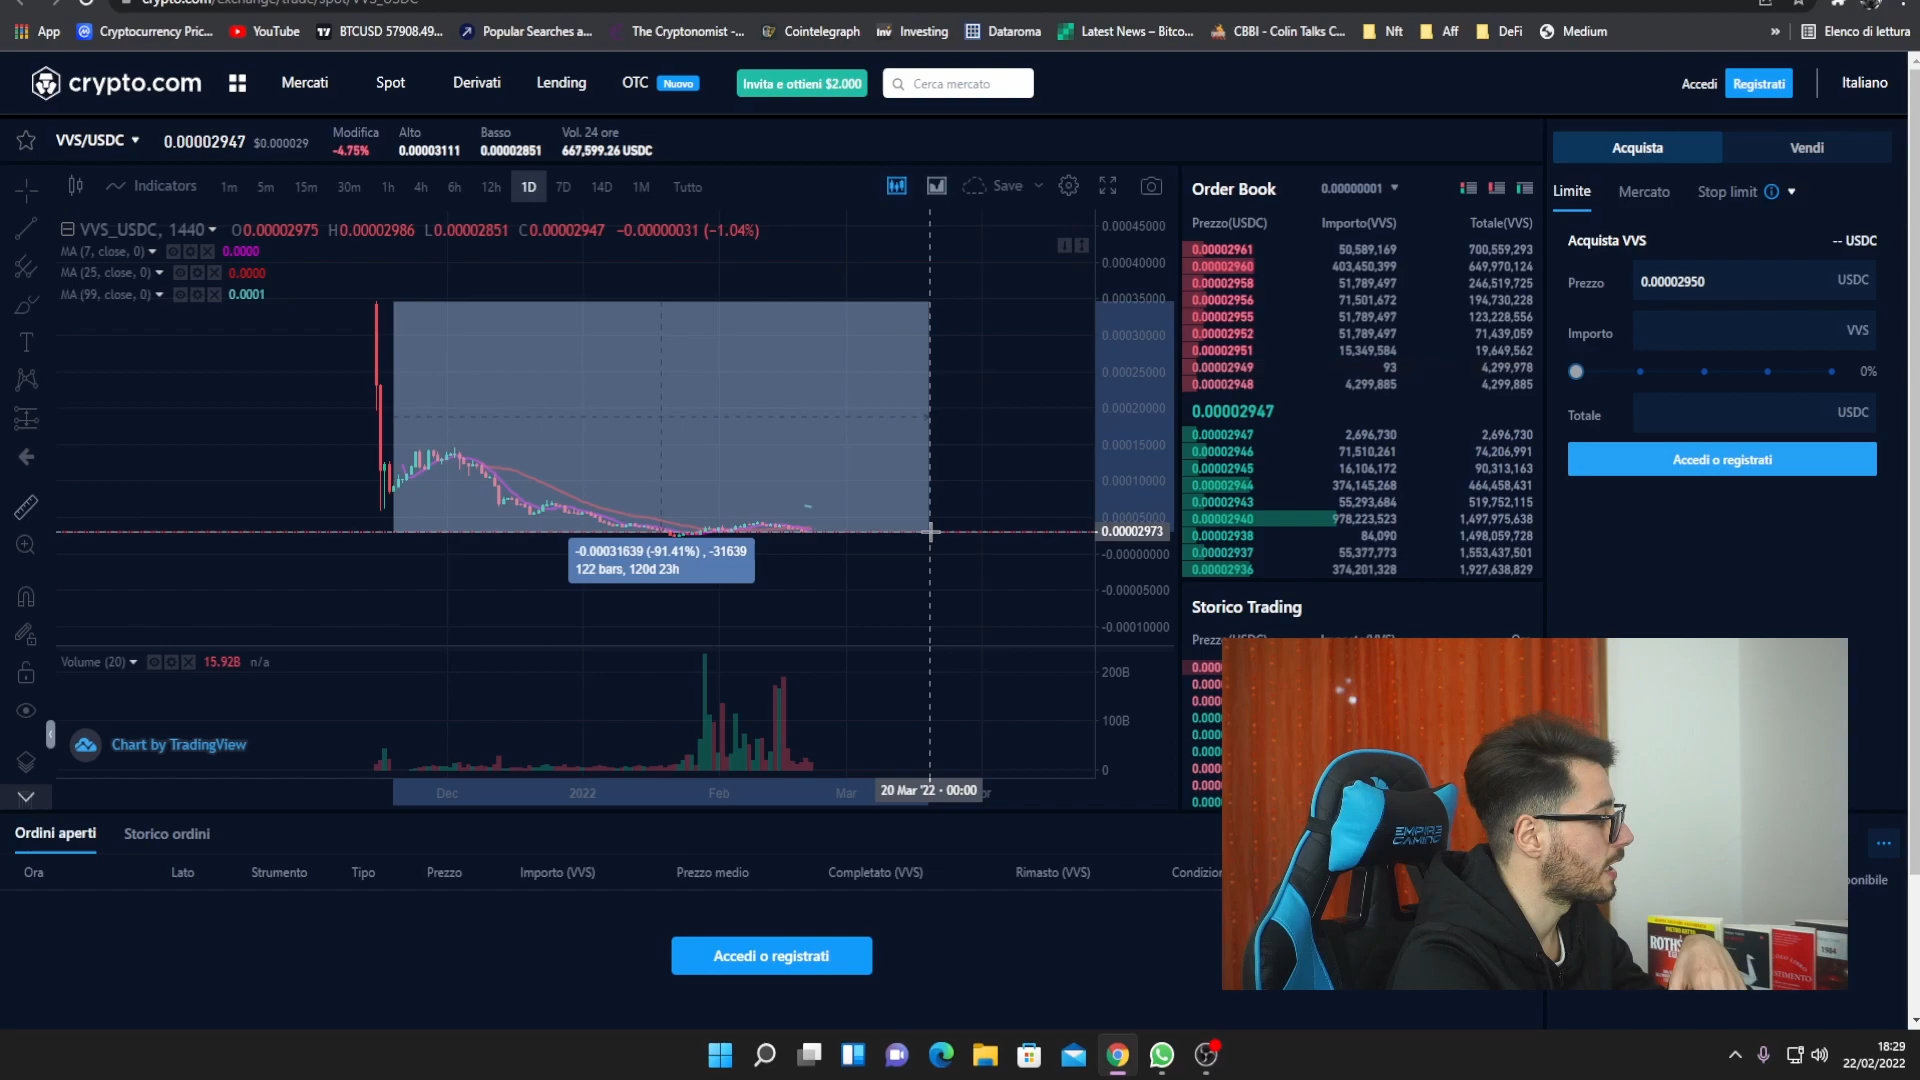 crypto.com/exchange/trade/spot/VVS_USDC
App Cryptocurrency Pric... YouTube BTCUSD 57908.49... Popular Searches a... The Cryptonomist -... Cointelegraph Investing Dataroma Latest News – Bitco... CBBI - Colin Talks C... Nft Aff DeFi Medium » Elenco di lettura
crypto.com Mercati Spot Derivati Lending OTC Nuovo Invita e ottieni $2.000 Cerca mercato Accedi Registrati Italiano
VVS/USDC 0.00002947 $0.000029
Modifica Alto Basso Vol. 24 ore
-4.75% 0.00003111 0.00002851 667,599.26 USDC
Acquista Vendi
Indicators 1m 5m 15m 30m 1h 4h 6h 12h 1D 7D 14D 1M Tutto Save
Order Book 0.00000001
Limite Mercato Stop limit
VVS_USDC, 1440 O0.00002975 H0.00002986 L0.00002851 C0.00002947 -0.00000031 (-1.04%)
MA (7, close, 0) 0.0000
MA (25, close, 0) 0.0000
MA (99, close, 0) 0.0001
0.00045000
0.00040000
0.00035000
0.00030000
0.00025000
0.00020000
0.00015000
0.00010000
0.00005000
0.00002973
-0.00000000
-0.00005000
-0.00010000
-0.00031639 (-91.41%) , -31639
122 bars, 120d 23h
Volume (20) 15.92B n/a
200B
100B
0
Chart by TradingView
Dec 2022 Feb Mar 20 Mar '22 - 00:00
Prezzo(USDC) Importo(VVS) Totale(VVS)
0.00002961 50,589,169 700,559,293
0.00002960 403,450,399 649,970,124
0.00002958 51,789,497 246,519,725
0.00002956 71,501,672 194,730,228
0.00002955 51,789,497 123,228,556
0.00002952 51,789,497 71,439,059
0.00002951 15,349,584 19,649,562
0.00002949 93 4,299,978
0.00002948 4,299,885 4,299,885
0.00002947
0.00002947 2,696,730 2,696,730
0.00002946 71,510,261 74,206,991
0.00002945 16,106,172 90,313,163
0.00002944 374,145,268 464,458,431
0.00002943 55,293,684 519,752,115
0.00002940 978,223,523 1,497,975,638
0.00002938 84,090 1,498,059,728
0.00002937 55,377,773 1,553,437,501
0.00002936 374,201,328 1,927,638,829
Storico Trading
Acquista VVS -- USDC
Prezzo 0.00002950 USDC
Importo VVS
0%
Totale USDC
Accedi o registrati
Ordini aperti Storico ordini
Ora Lato Strumento Tipo Prezzo Importo (VVS) Prezzo medio Completato (VVS) Rimasto (VVS) Condizion
ponibile
Accedi o registrati
EMPIRE GAMING
1984
18:29
22/02/2022